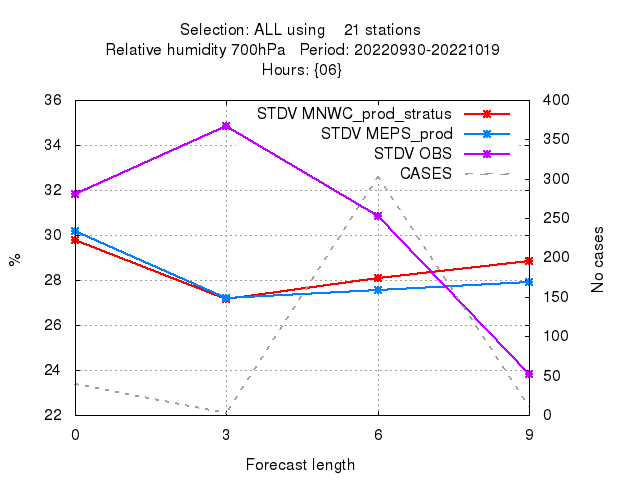 Selection: ALL using    21 stations
Relative humidity 700hPa   Period: 20220930-20221019
Hours: {06}
STDV MNWC_prod_stratus
STDV MEPS_prod
STDV OBS
CASES
36
34
32
30
28
26
24
22
400
350
300
250
200
150
100
50
0
%
No cases
0 3 6 9
Forecast length